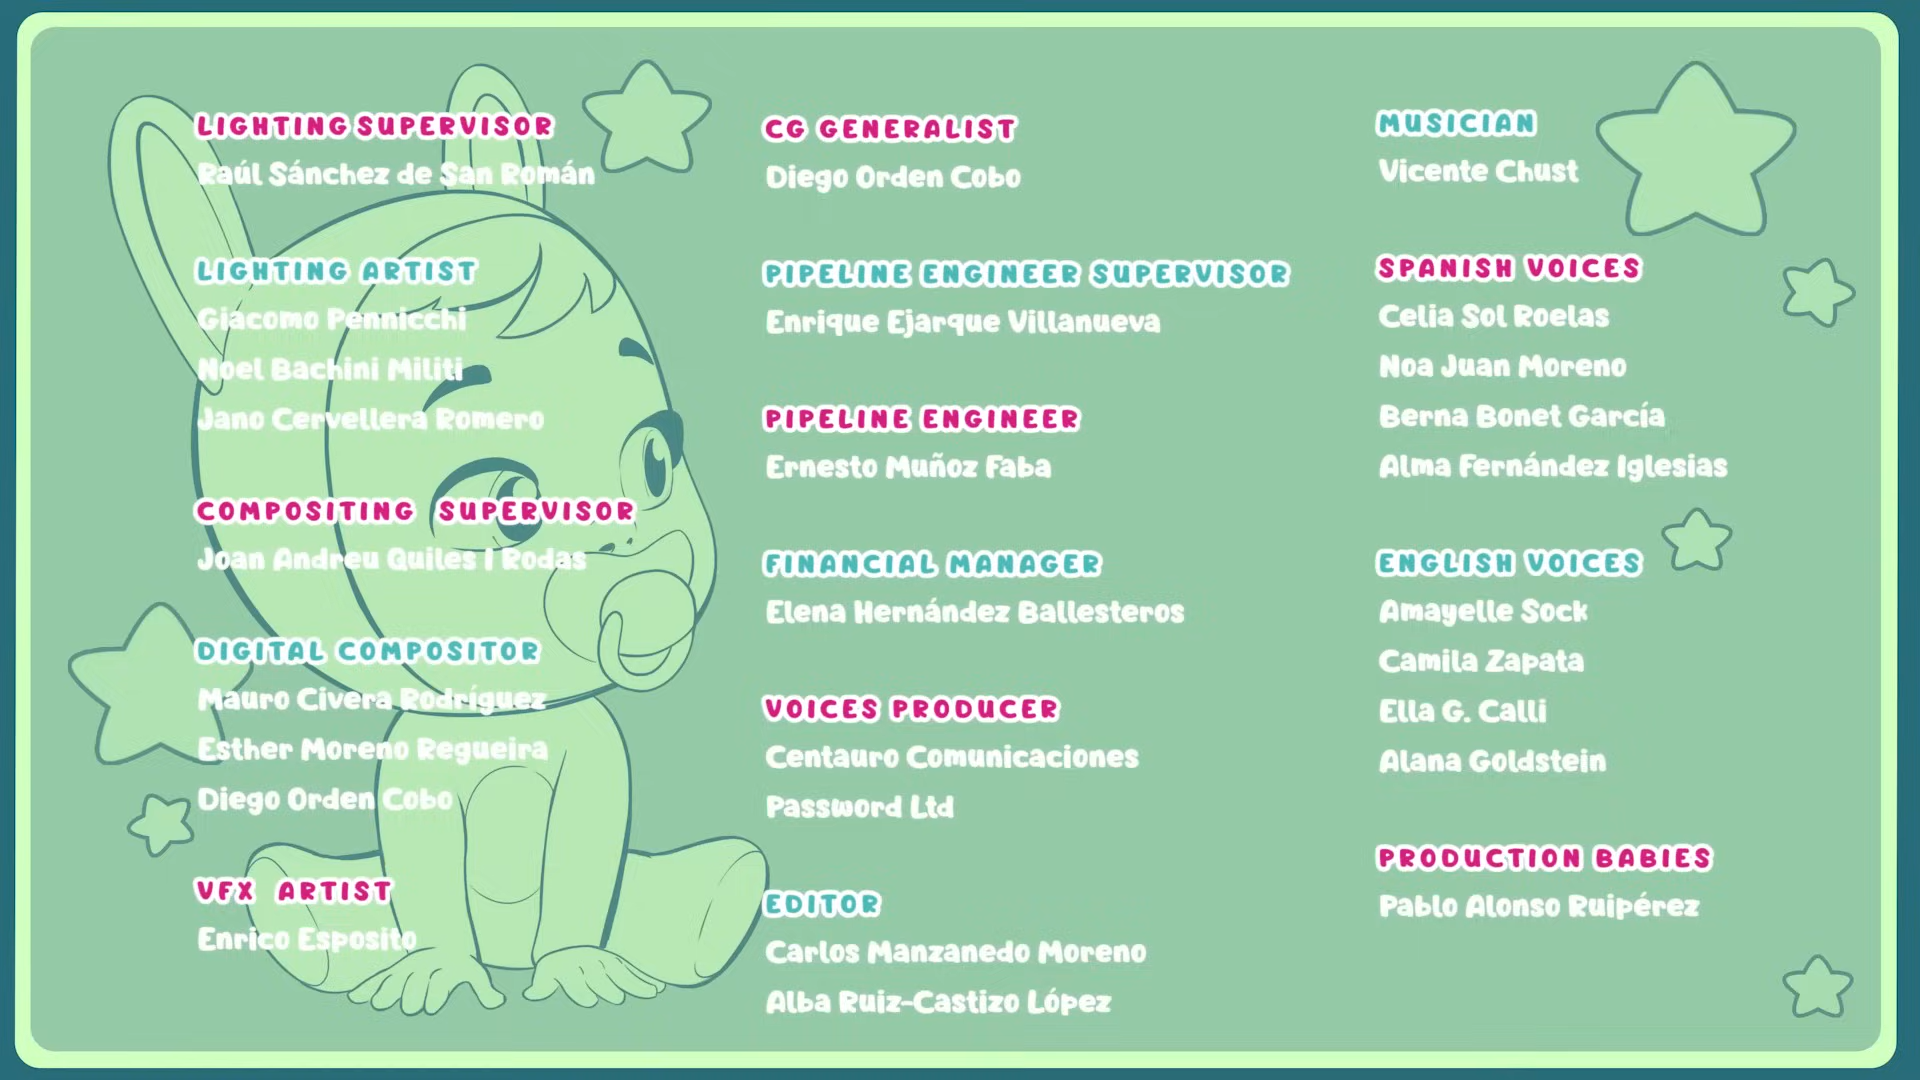 LIGHTING SUPERVISOR
Raúl Sánchez de San Román
LIGHTING ARTIST
Giacomo Pennicchi
Noel Bachini Militi
Jano Cervellera Romero
COMPOSITING SUPERVISOR
Joan Andreu Quiles I Rodas
DIGITAL COMPOSITOR
Mauro Civera Rodríguez
Esther Moreno Regueira
Diego Orden Cobo
VFX ARTIST
Enrico Esposito
CG GENERALIST
Diego Orden Cobo
PIPELINE ENGINEER SUPERVISOR
Enrique Ejarque Villanueva
PIPELINE ENGINEER
Ernesto Muñoz Faba
FINANCIAL MANAGER
Elena Hernández Ballesteros
VOICES PRODUCER
Centauro Comunicaciones
Password Ltd
EDITOR
Carlos Manzanedo Moreno
Alba Ruiz-Castizo López
MUSICIAN
Vicente Chust
SPANISH VOICES
Celia Sol Roelas
Noa Juan Moreno
Berna Bonet García
Alma Fernández Iglesias
ENGLISH VOICES
Amayelle Sock
Camila Zapata
Ella G. Calli
Alana Goldstein
PRODUCTION BABIES
Pablo Alonso Ruipérez